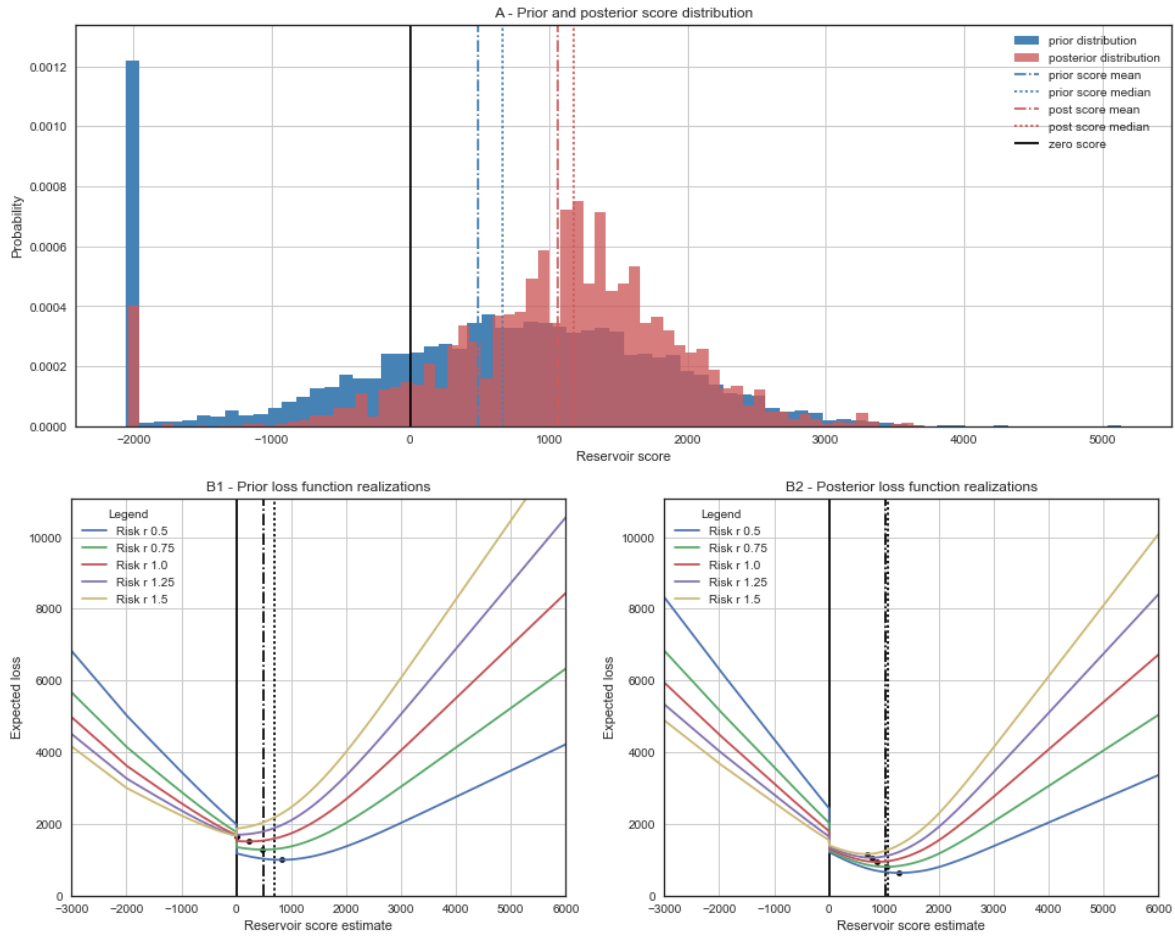 A - Prior and posterior score distribution
prior distribution
posterior distribution
prior score mean
prior score median
post score mean
post score median
zero score
Probability
0.0012
0.0010
0.0008
0.0006
0.0004
0.0002
0.0000
−2000 −1000 0 1000 2000 3000 4000 5000
Reservoir score
B1 - Prior loss function realizations
Legend
Risk r 0.5
Risk r 0.75
Risk r 1.0
Risk r 1.25
Risk r 1.5
Expected loss
10000
8000
6000
4000
2000
0
−3000 −2000 −1000 0 1000 2000 3000 4000 5000 6000
Reservoir score estimate
B2 - Posterior loss function realizations
Legend
Risk r 0.5
Risk r 0.75
Risk r 1.0
Risk r 1.25
Risk r 1.5
Expected loss
10000
8000
6000
4000
2000
0
−3000 −2000 −1000 0 1000 2000 3000 4000 5000 6000
Reservoir score estimate